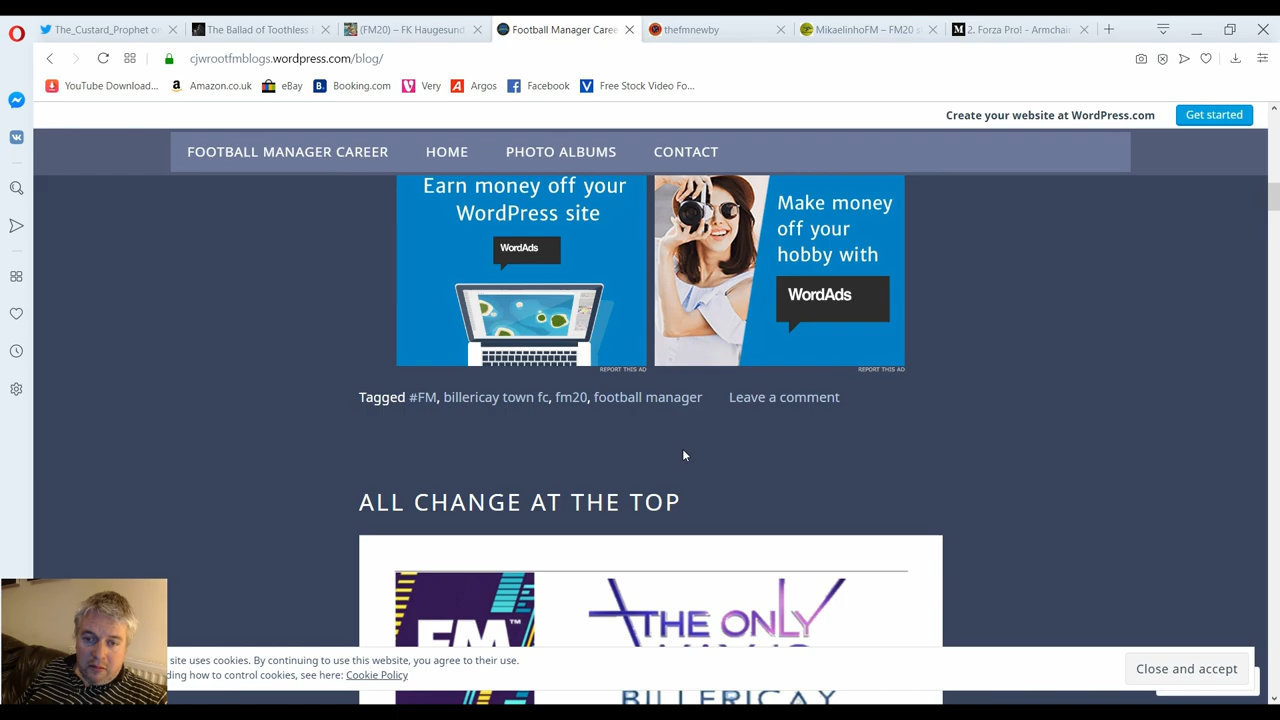 The_Custard_Prophet on
The Ballad of Toothless
(FM20) – FK Haugesund
Football Manager Caree
thefmnewby
MikaelinhoFM – FM20 s
2. Forza Pro! - Armchair
cjwrootfmblogs.wordpress.com/blog/
YouTube Download...
Amazon.co.uk
eBay
Booking.com
Very
Argos
Facebook
Free Stock Video Fo...
Create your website at WordPress.com
Get started
FOOTBALL MANAGER CAREER
HOME
PHOTO ALBUMS
CONTACT
Earn money off your
WordPress site
WordAds
REPORT THIS AD
Make money
off your
hobby with
WordAds
REPORT THIS AD
Tagged #FM, billericay town fc, fm20, football manager
Leave a comment
ALL CHANGE AT THE TOP
FM™
THE ONLY
WAY IS
BILLERICAY
site uses cookies. By continuing to use this website, you agree to their use.
ding how to control cookies, see here: Cookie Policy
Close and accept